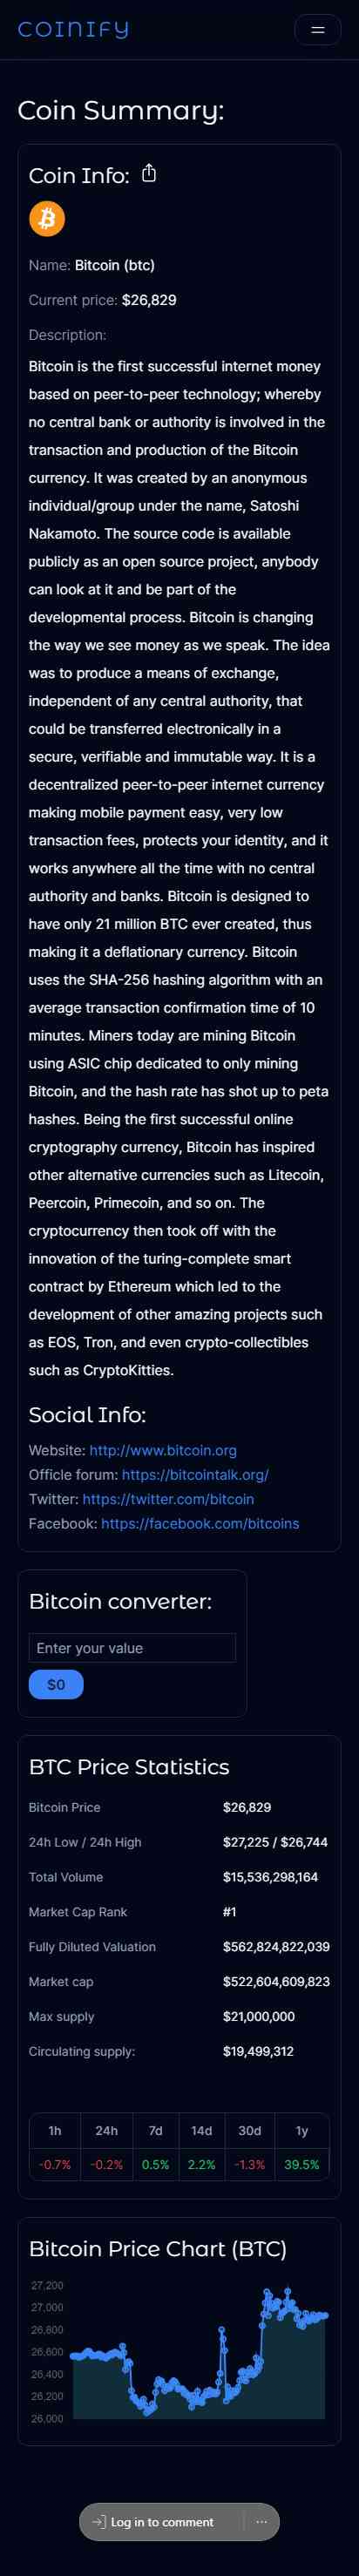 COINIFY
Coin Summary:
Coin Info:
Name: Bitcoin (btc)
Current price: $26,829
Description:
Bitcoin is the first successful internet money
based on peer-to-peer technology; whereby
no central bank or authority is involved in the
transaction and production of the Bitcoin
currency. It was created by an anonymous
individual/group under the name, Satoshi
Nakamoto. The source code is available
publicly as an open source project, anybody
can look at it and be part of the
developmental process. Bitcoin is changing
the way we see money as we speak. The idea
was to produce a means of exchange,
independent of any central authority, that
could be transferred electronically in a
secure, verifiable and immutable way. It is a
decentralized peer-to-peer internet currency
making mobile payment easy, very low
transaction fees, protects your identity, and it
works anywhere all the time with no central
authority and banks. Bitcoin is designed to
have only 21 million BTC ever created, thus
making it a deflationary currency. Bitcoin
uses the SHA-256 hashing algorithm with an
average transaction confirmation time of 10
minutes. Miners today are mining Bitcoin
using ASIC chip dedicated to only mining
Bitcoin, and the hash rate has shot up to peta
hashes. Being the first successful online
cryptography currency, Bitcoin has inspired
other alternative currencies such as Litecoin,
Peercoin, Primecoin, and so on. The
cryptocurrency then took off with the
innovation of the turing-complete smart
contract by Ethereum which led to the
development of other amazing projects such
as EOS, Tron, and even crypto-collectibles
such as CryptoKitties.
Social Info:
Website: http://www.bitcoin.org
Officle forum: https://bitcointalk.org/
Twitter: https://twitter.com/bitcoin
Facebook: https://facebook.com/bitcoins
Bitcoin converter:
Enter your value
$0
BTC Price Statistics
Bitcoin Price $26,829
24h Low / 24h High $27,225 / $26,744
Total Volume $15,536,298,164
Market Cap Rank #1
Fully Diluted Valuation $562,824,822,039
Market cap $522,604,609,823
Max supply $21,000,000
Circulating supply: $19,499,312
1h 24h 7d 14d 30d 1y
-0.7% -0.2% 0.5% 2.2% -1.3% 39.5%
Bitcoin Price Chart (BTC)
27,200
27,000
26,800
26,600
26,400
26,200
26,000
Log in to comment